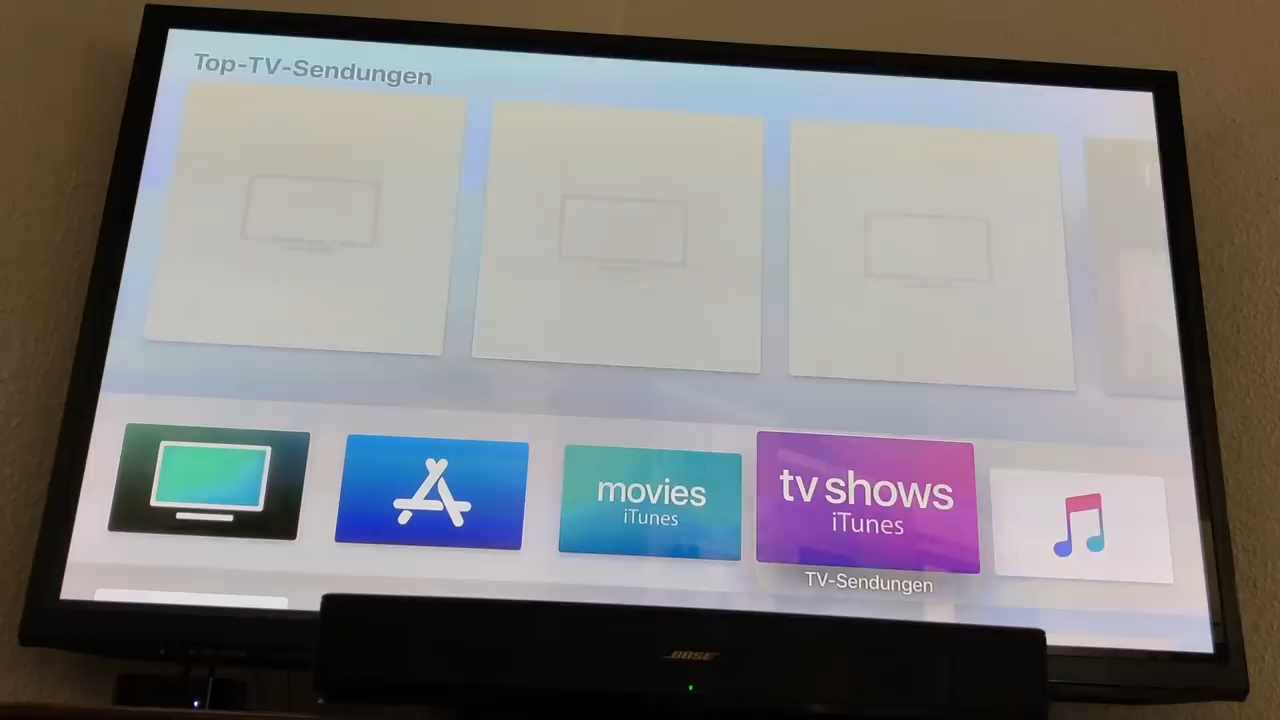 Top-TV-Sendungen
movies
iTunes
tv shows
iTunes
TV-Sendungen
BOSE